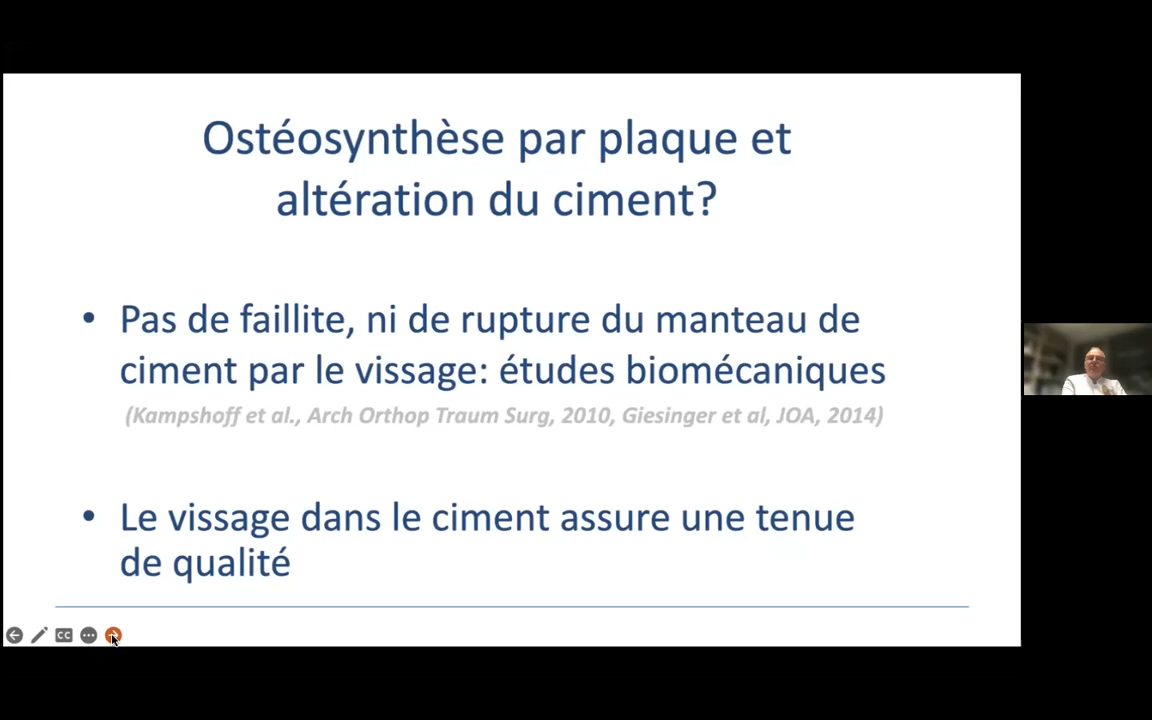 Ostéosynthèse par plaque et
altération du ciment?
• Pas de faillite, ni de rupture du manteau de
ciment par le vissage: études biomécaniques
(Kampshoff et al., Arch Orthop Traum Surg, 2010, Giesinger et al, JOA, 2014)
• Le vissage dans le ciment assure une tenue
de qualité
CC